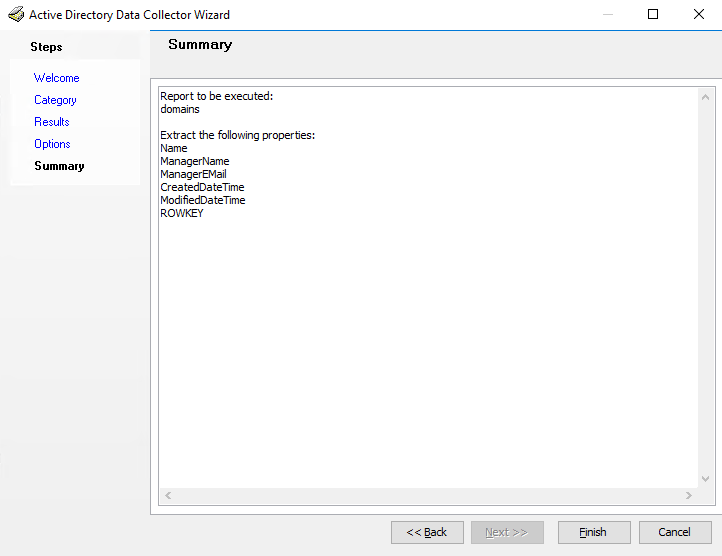 Active Directory Data Collector Wizard
Steps
Welcome
Category
Results
Options
Summary
Summary
Report to be executed:
domains
Extract the following properties:
Name
ManagerName
ManagerEMail
CreatedDateTime
ModifiedDateTime
ROWKEY
<< Back
Next >>
Finish
Cancel